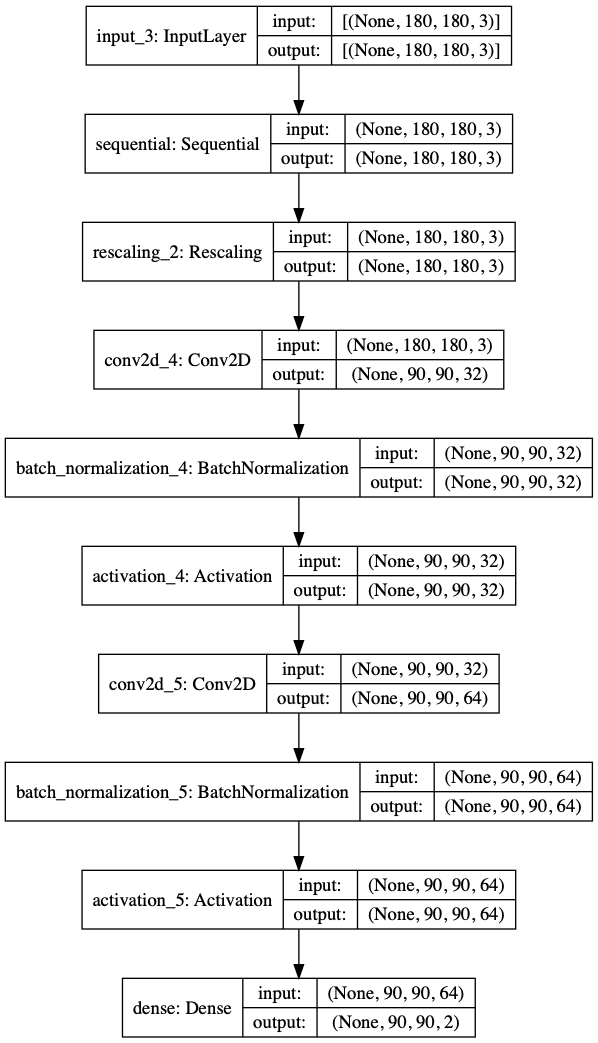 input_3: InputLayer input: [(None, 180, 180, 3)]
output: [(None, 180, 180, 3)]
sequential: Sequential input: (None, 180, 180, 3)
output: (None, 180, 180, 3)
rescaling_2: Rescaling input: (None, 180, 180, 3)
output: (None, 180, 180, 3)
conv2d_4: Conv2D input: (None, 180, 180, 3)
output: (None, 90, 90, 32)
batch_normalization_4: BatchNormalization input: (None, 90, 90, 32)
output: (None, 90, 90, 32)
activation_4: Activation input: (None, 90, 90, 32)
output: (None, 90, 90, 32)
conv2d_5: Conv2D input: (None, 90, 90, 32)
output: (None, 90, 90, 64)
batch_normalization_5: BatchNormalization input: (None, 90, 90, 64)
output: (None, 90, 90, 64)
activation_5: Activation input: (None, 90, 90, 64)
output: (None, 90, 90, 64)
dense: Dense input: (None, 90, 90, 64)
output: (None, 90, 90, 2)